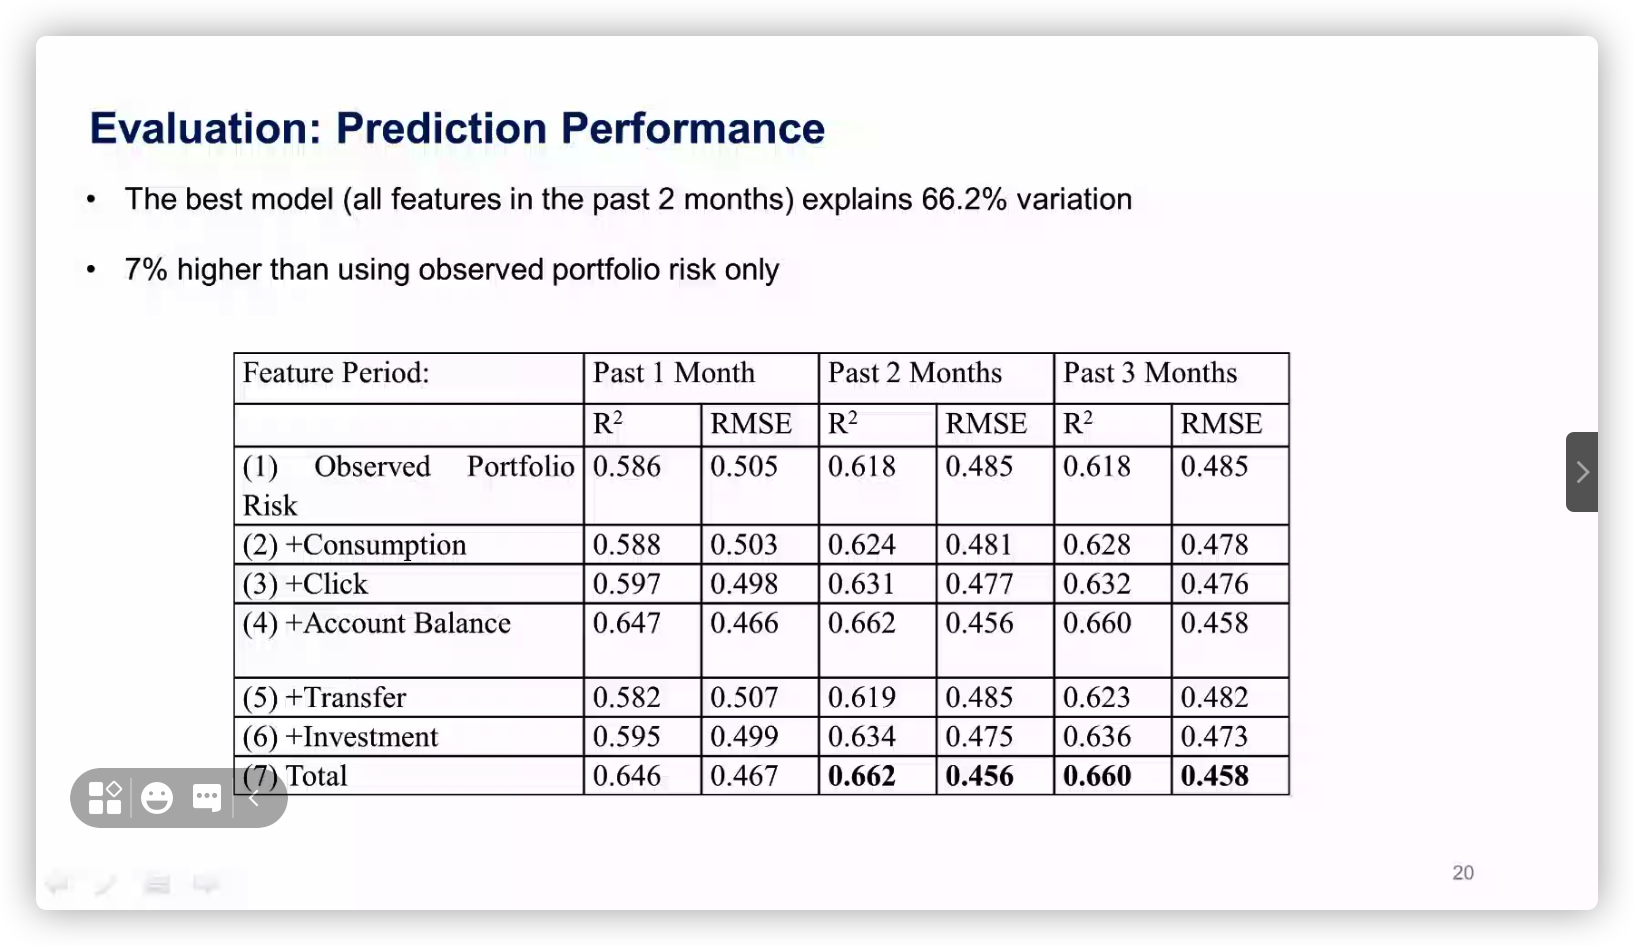 Evaluation: Prediction Performance
• The best model (all features in the past 2 months) explains 66.2% variation
• 7% higher than using observed portfolio risk only
Feature Period: Past 1 Month Past 2 Months Past 3 Months
R² RMSE R² RMSE R² RMSE
(1) Observed Portfolio 0.586 0.505 0.618 0.485 0.618 0.485
Risk
(2) +Consumption 0.588 0.503 0.624 0.481 0.628 0.478
(3) +Click 0.597 0.498 0.631 0.477 0.632 0.476
(4) +Account Balance 0.647 0.466 0.662 0.456 0.660 0.458
(5) +Transfer 0.582 0.507 0.619 0.485 0.623 0.482
(6) +Investment 0.595 0.499 0.634 0.475 0.636 0.473
(7) Total 0.646 0.467 0.662 0.456 0.660 0.458
20